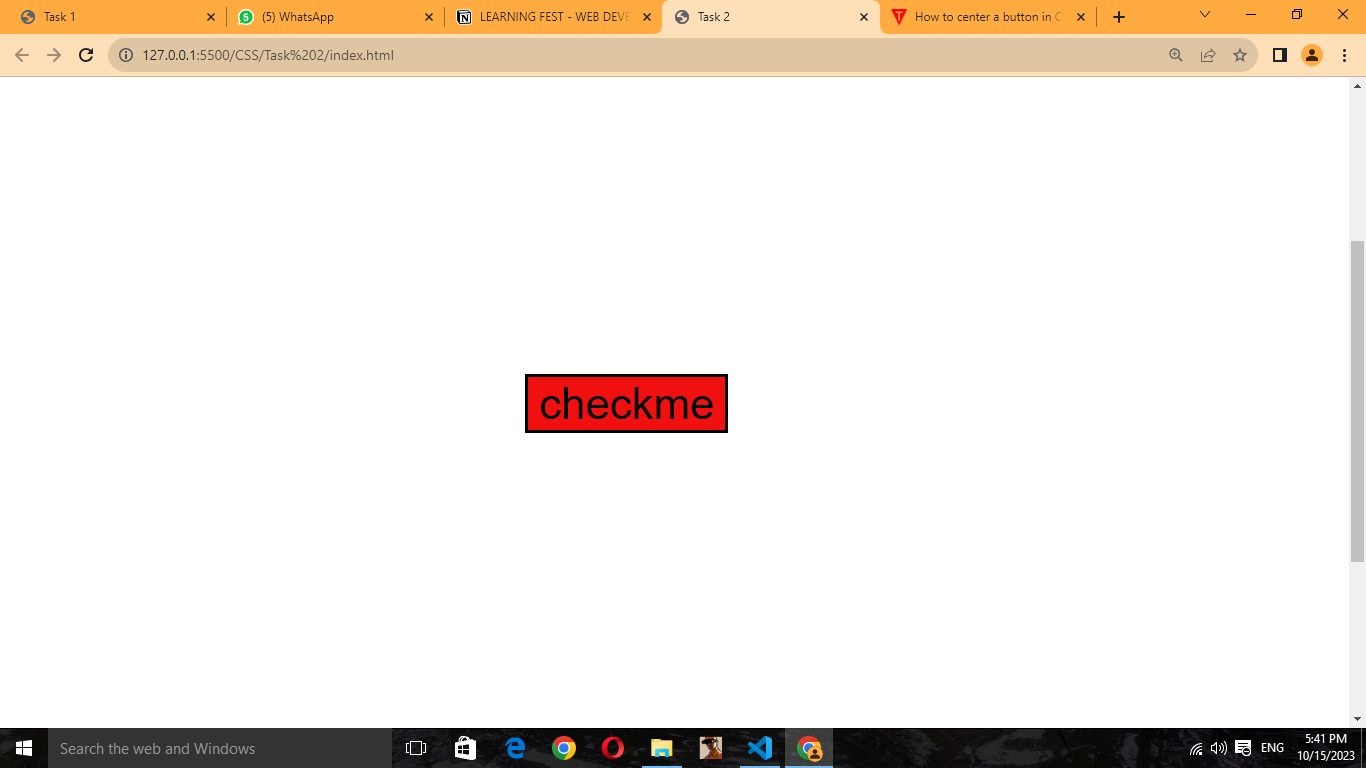 Task 1
(5) WhatsApp
LEARNING FEST - WEB DEVE
Task 2
How to center a button in C
127.0.0.1:5500/CSS/Task%202/index.html
checkme
Search the web and Windows
ENG
5:41 PM
10/15/2023